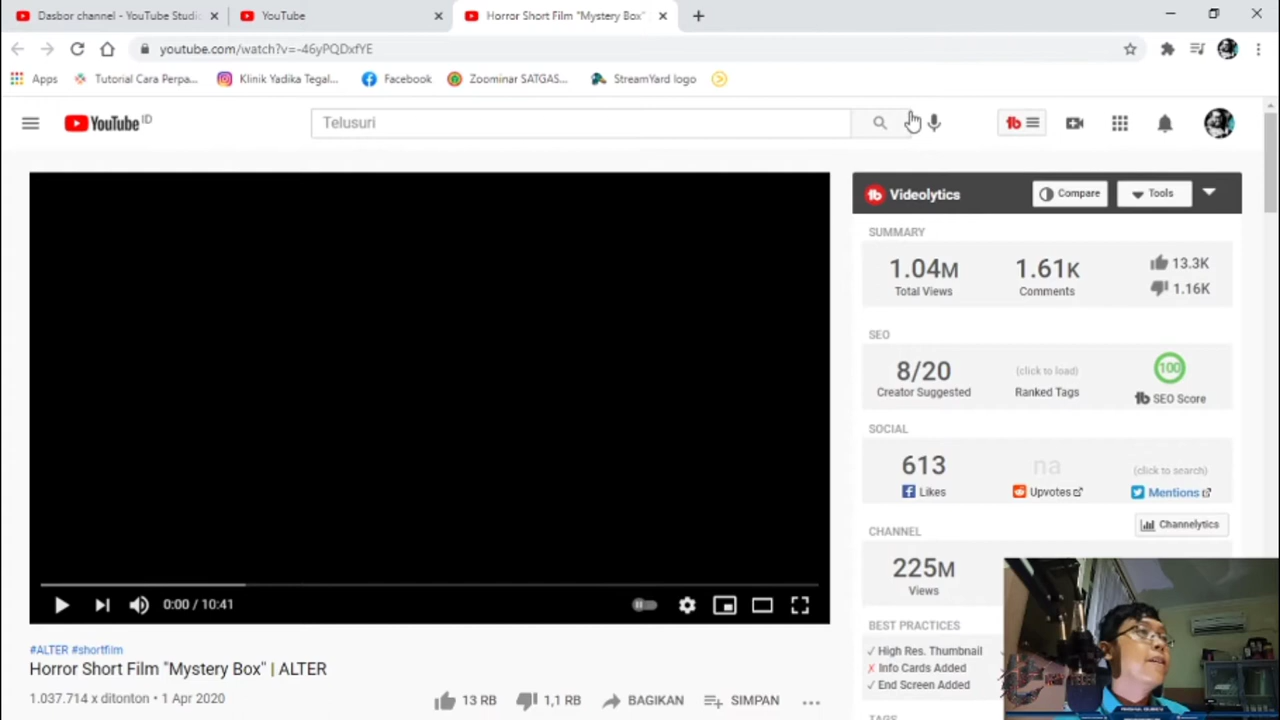 Dasbor channel - YouTube Studio
YouTube
Horror Short Film "Mystery Box"
youtube.com/watch?v=-46yPQDxfYE
Apps
Tutorial Cara Perpa...
Klinik Yadika Tegal...
Facebook
Zoominar SATGAS...
StreamYard logo
YouTube ID
Telusuri
Videolytics
Compare
Tools
SUMMARY
1.04M
1.61K
13.3K
Total Views
Comments
1.16K
SEO
8/20
(click to load)
100
Creator Suggested
Ranked Tags
tb SEO Score
SOCIAL
613
na
(click to search)
Likes
Upvotes
Mentions
CHANNEL
Channelytics
225M
Views
BEST PRACTICES
High Res. Thumbnail
Info Cards Added
End Screen Added
TAGS
0:00 / 10:41
#ALTER #shortfilm
Horror Short Film "Mystery Box" | ALTER
1.037.714 x ditonton • 1 Apr 2020
13 RB
1,1 RB
BAGIKAN
SIMPAN